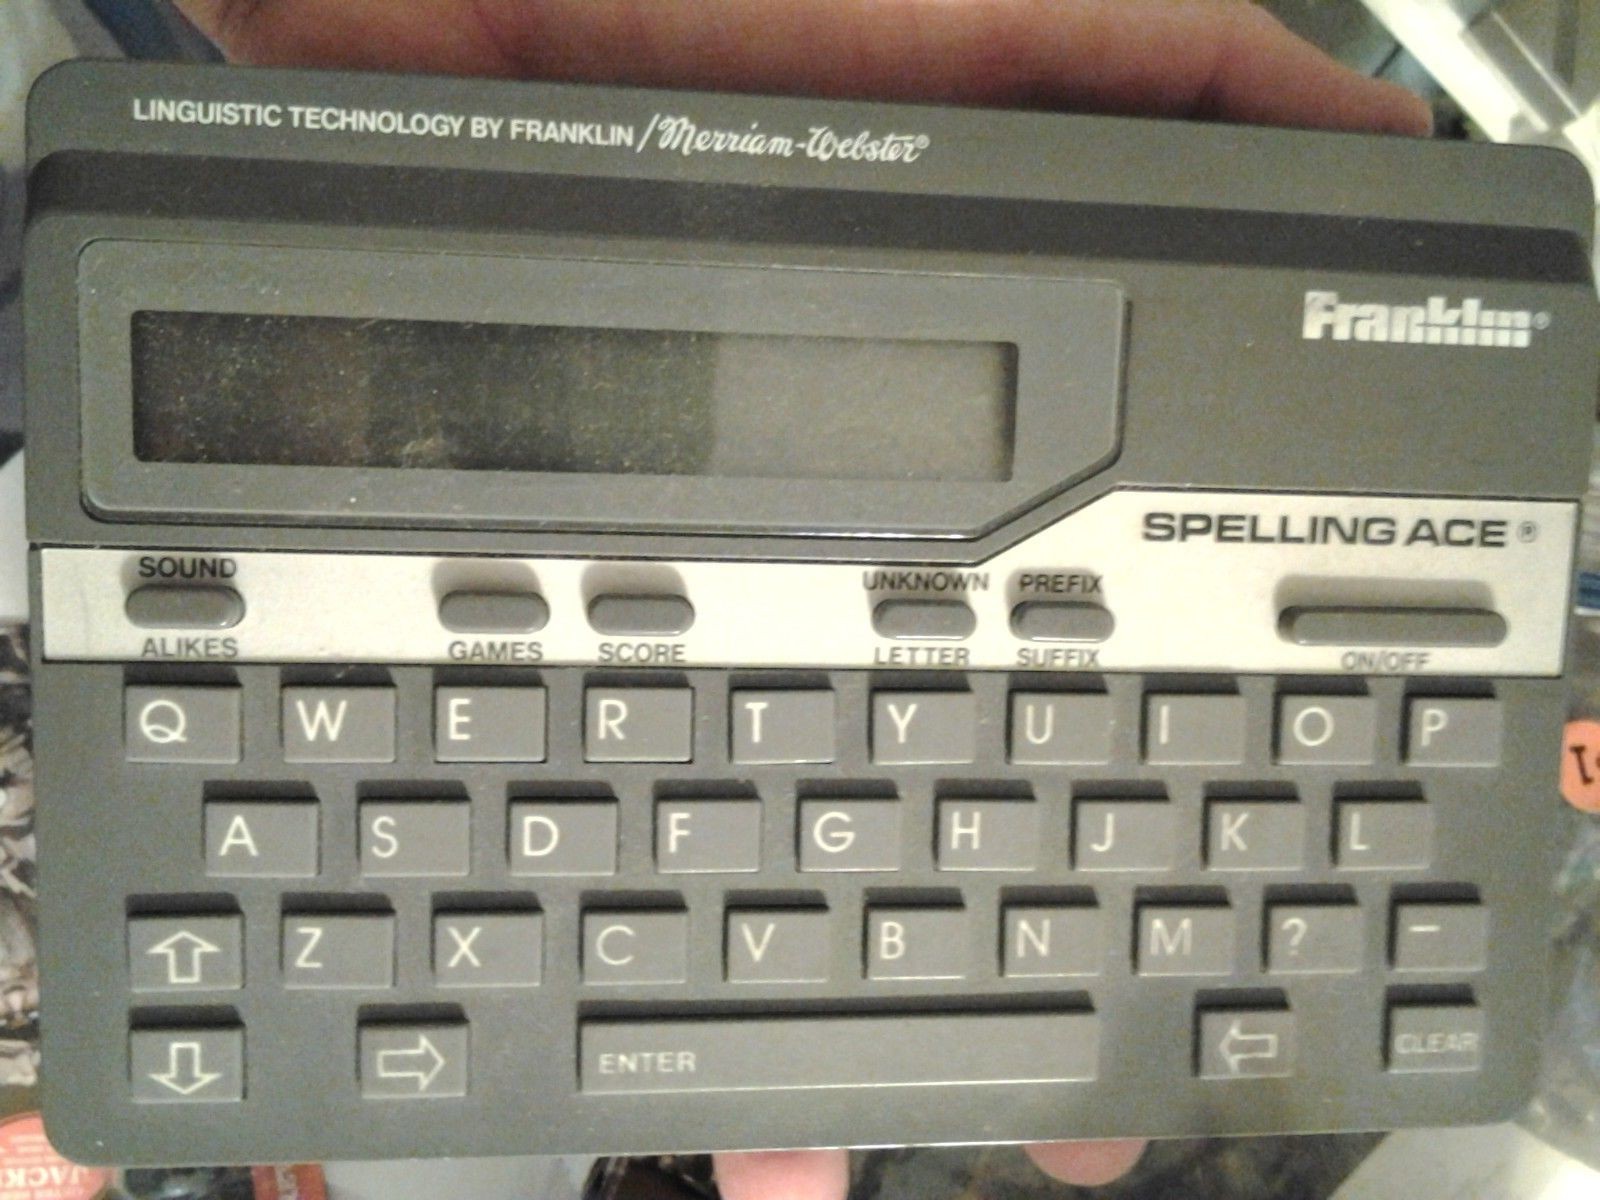 LINGUISTIC TECHNOLOGY BY FRANKLIN/Merriam-Webster®
Franklin®
SPELLING ACE®
SOUND UNKNOWN PREFIX
ALIKES GAMES SCORE LETTER SUFFIX ON/OFF
Q W E R T Y U I O P
A S D F G H J K L
Z X C V B N M ? -
ENTER CLEAR